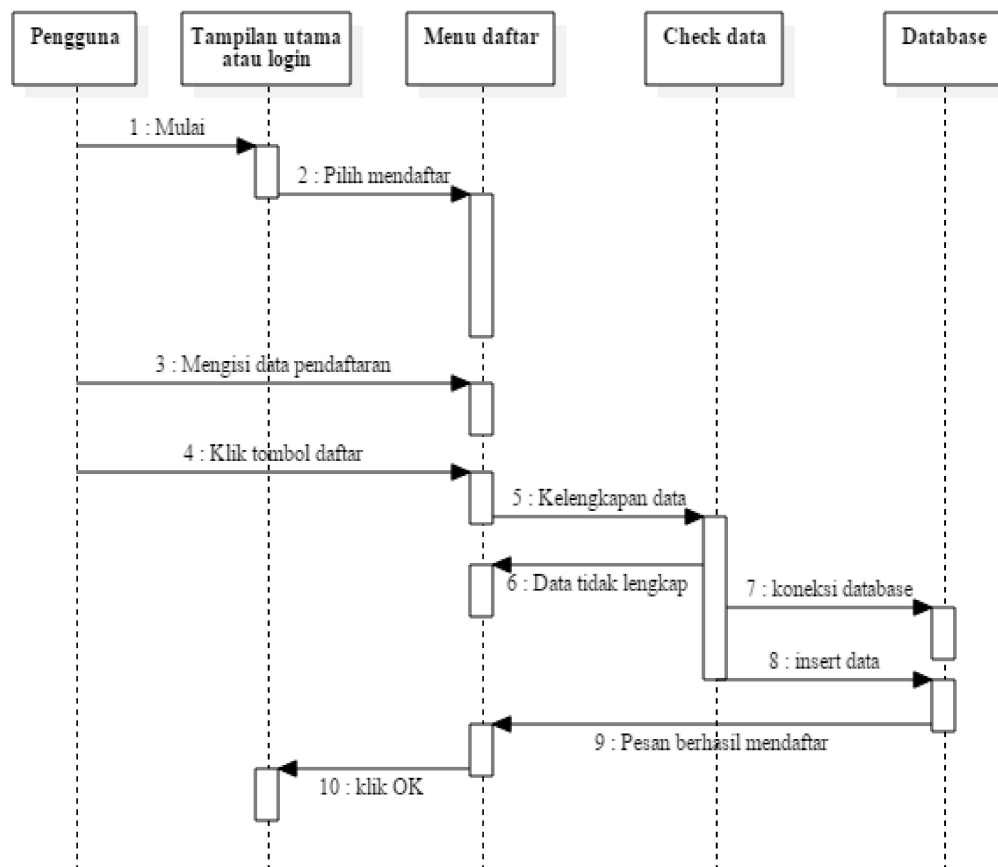 Pengguna
Tampilan utama
atau login
Menu daftar
Check data
Database
1 : Mulai
2 : Pilih mendaftar
3 : Mengisi data pendaftaran
4 : Klik tombol daftar
5 : Kelengkapan data
6 : Data tidak lengkap
7 : koneksi database
8 : insert data
9 : Pesan berhasil mendaftar
10 : klik OK